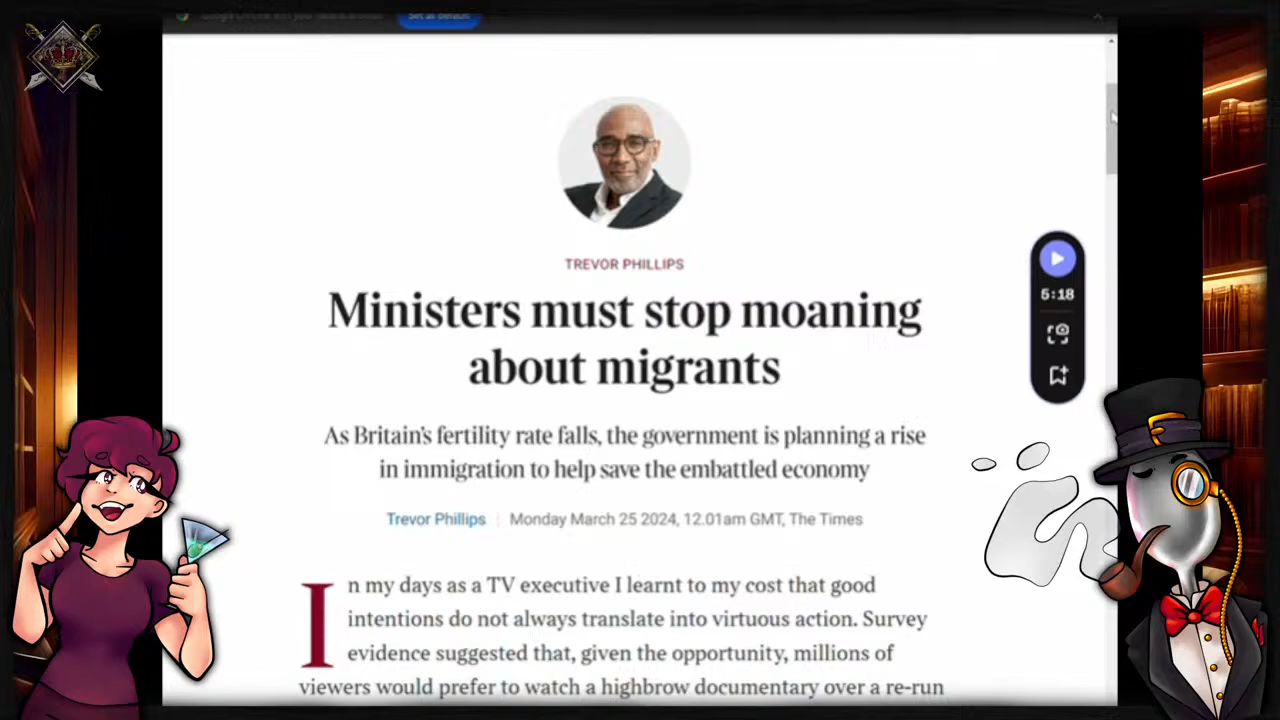 Set as default
TREVOR PHILLIPS
Ministers must stop moaning
about migrants
As Britain's fertility rate falls, the government is planning a rise
in immigration to help save the embattled economy
Trevor Phillips | Monday March 25 2024, 12.01am GMT, The Times
5:18
In my days as a TV executive I learnt to my cost that good
intentions do not always translate into virtuous action. Survey
evidence suggested that, given the opportunity, millions of
viewers would prefer to watch a highbrow documentary over a re-run